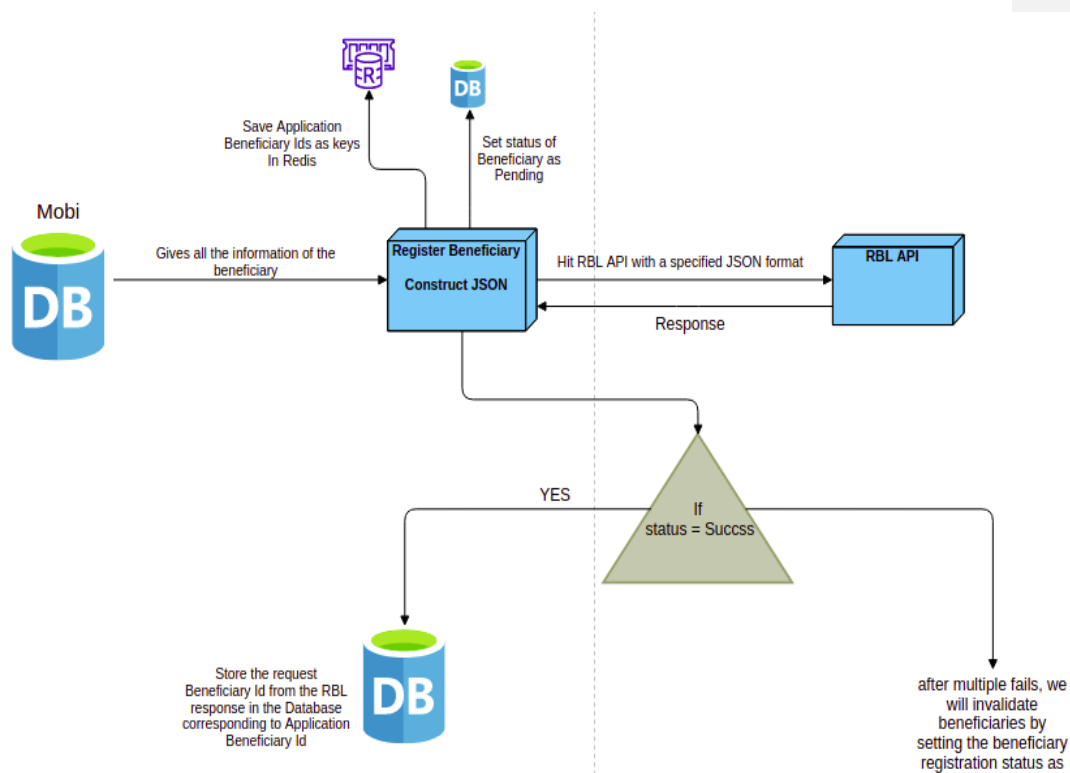 Save Application
Beneficiary Ids as keys
In Redis
R
DB
Set status of
Beneficiary as
Pending
Mobi
DB
Gives all the information of the
beneficiary
Register Beneficiary
Construct JSON
Hit RBL API with a specified JSON format
RBL API
Response
If
status = Succss
YES
Store the request
Beneficiary Id from the RBL
response in the Database
corresponding to Application
Beneficiary Id
DB
after multiple fails, we
will invalidate
beneficiaries by
setting the beneficiary
registration status as